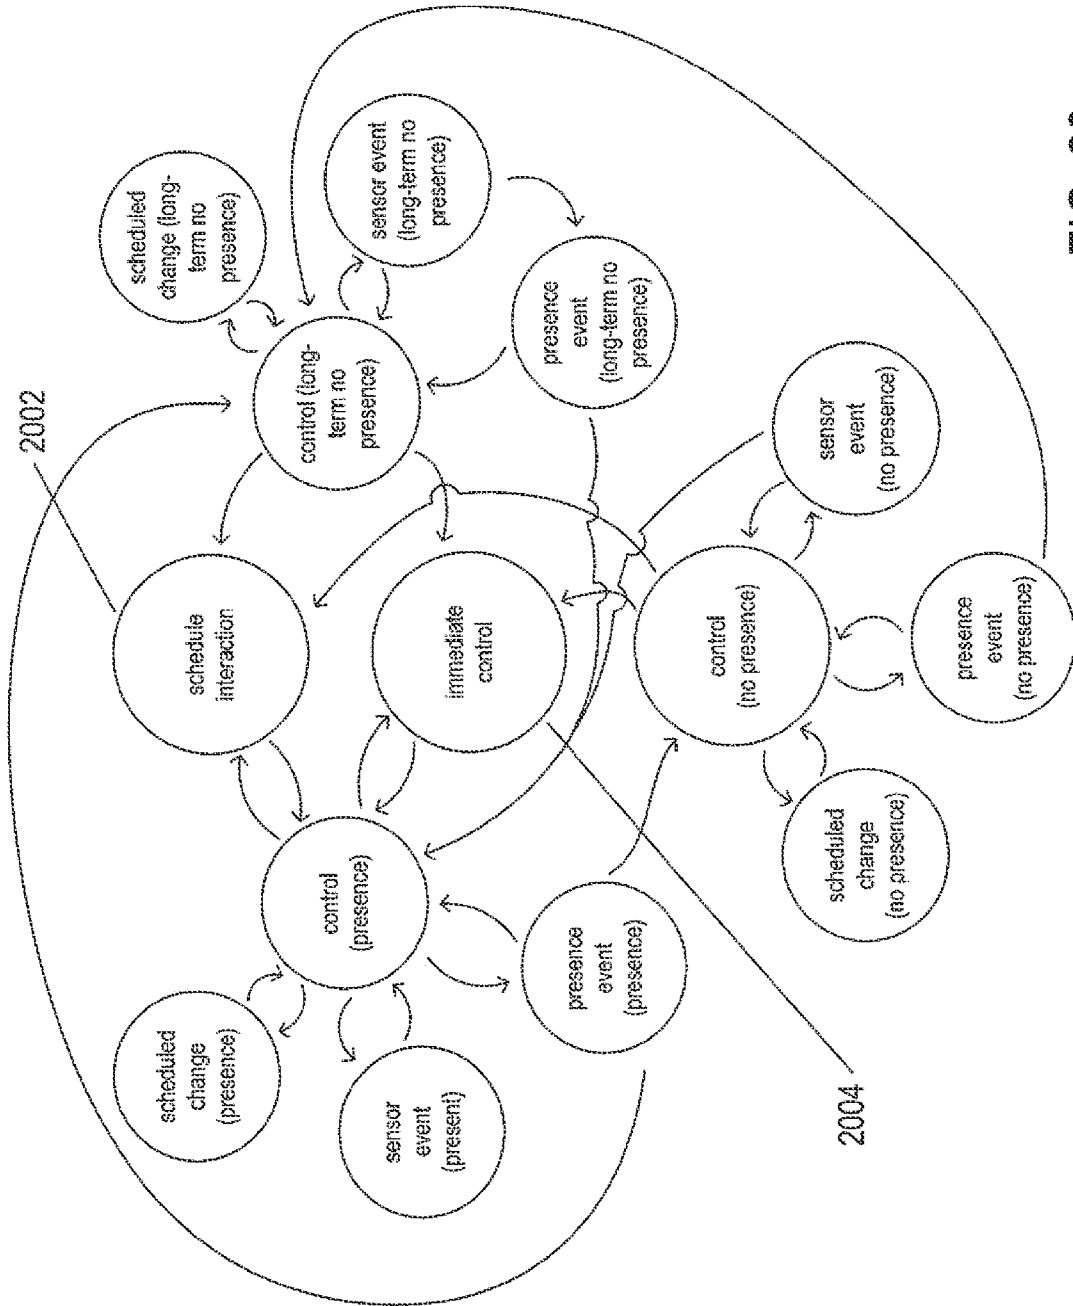 2002
scheduled
change (long-
term no
presence)
scheduled
change
(presence)
schedule
interaction
control
(presence)
control (long-
term no
presence)
sensor event
(long-term no
presence)
sensor
event
(present)
immediate
control
presence
event
(presence)
presence
event
(long-term no
presence)
control
(no presence)
scheduled
change
(no presence)
sensor
event
(no presence)
2004
presence
event
(no presence)